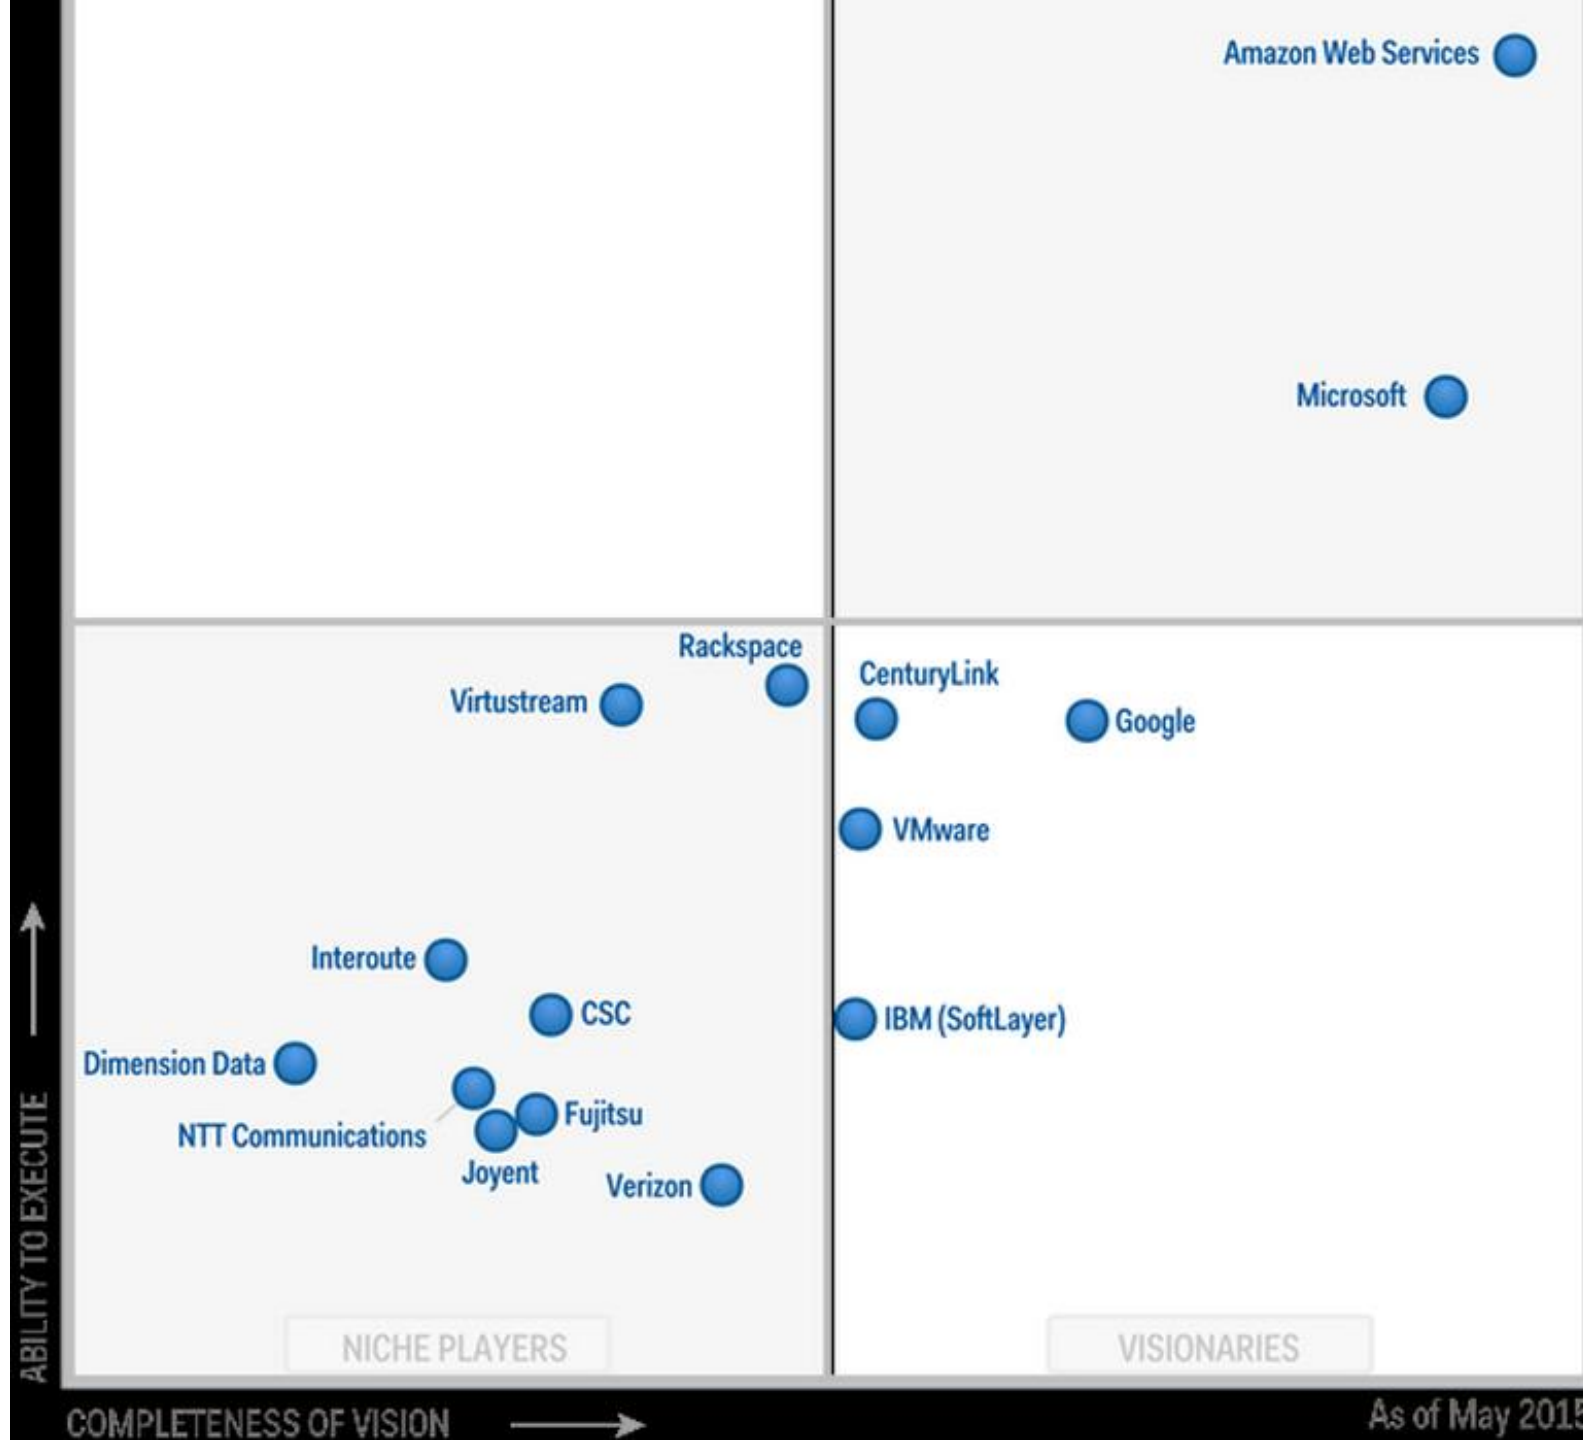 Amazon Web Services
Microsoft
Rackspace
Virtustream
CenturyLink
Google
VMware
Interoute
CSC
IBM (SoftLayer)
Dimension Data
NTT Communications
Fujitsu
Joyent
Verizon
NICHE PLAYERS
VISIONARIES
ABILITY TO EXECUTE
COMPLETENESS OF VISION
As of May 2015